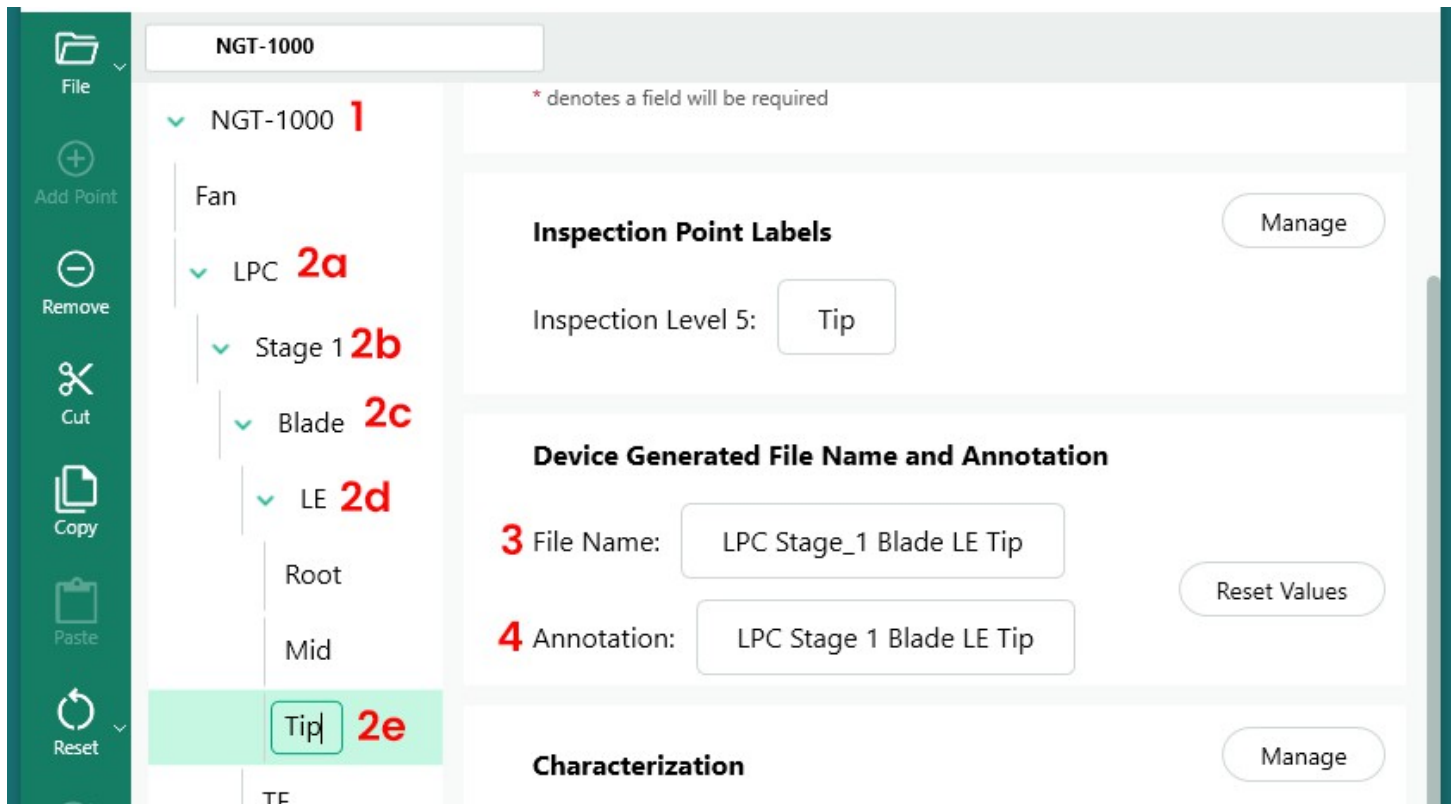 File
Add Point
Remove
Cut
Copy
Paste
Reset
NGT-1000
NGT-1000 1
Fan
LPC 2a
Stage 1 2b
Blade 2c
LE 2d
Root
Mid
Tip 2e
TE
* denotes a field will be required
Inspection Point Labels
Manage
Inspection Level 5: Tip
Device Generated File Name and Annotation
3 File Name: LPC Stage_1 Blade LE Tip
Reset Values
4 Annotation: LPC Stage 1 Blade LE Tip
Characterization
Manage